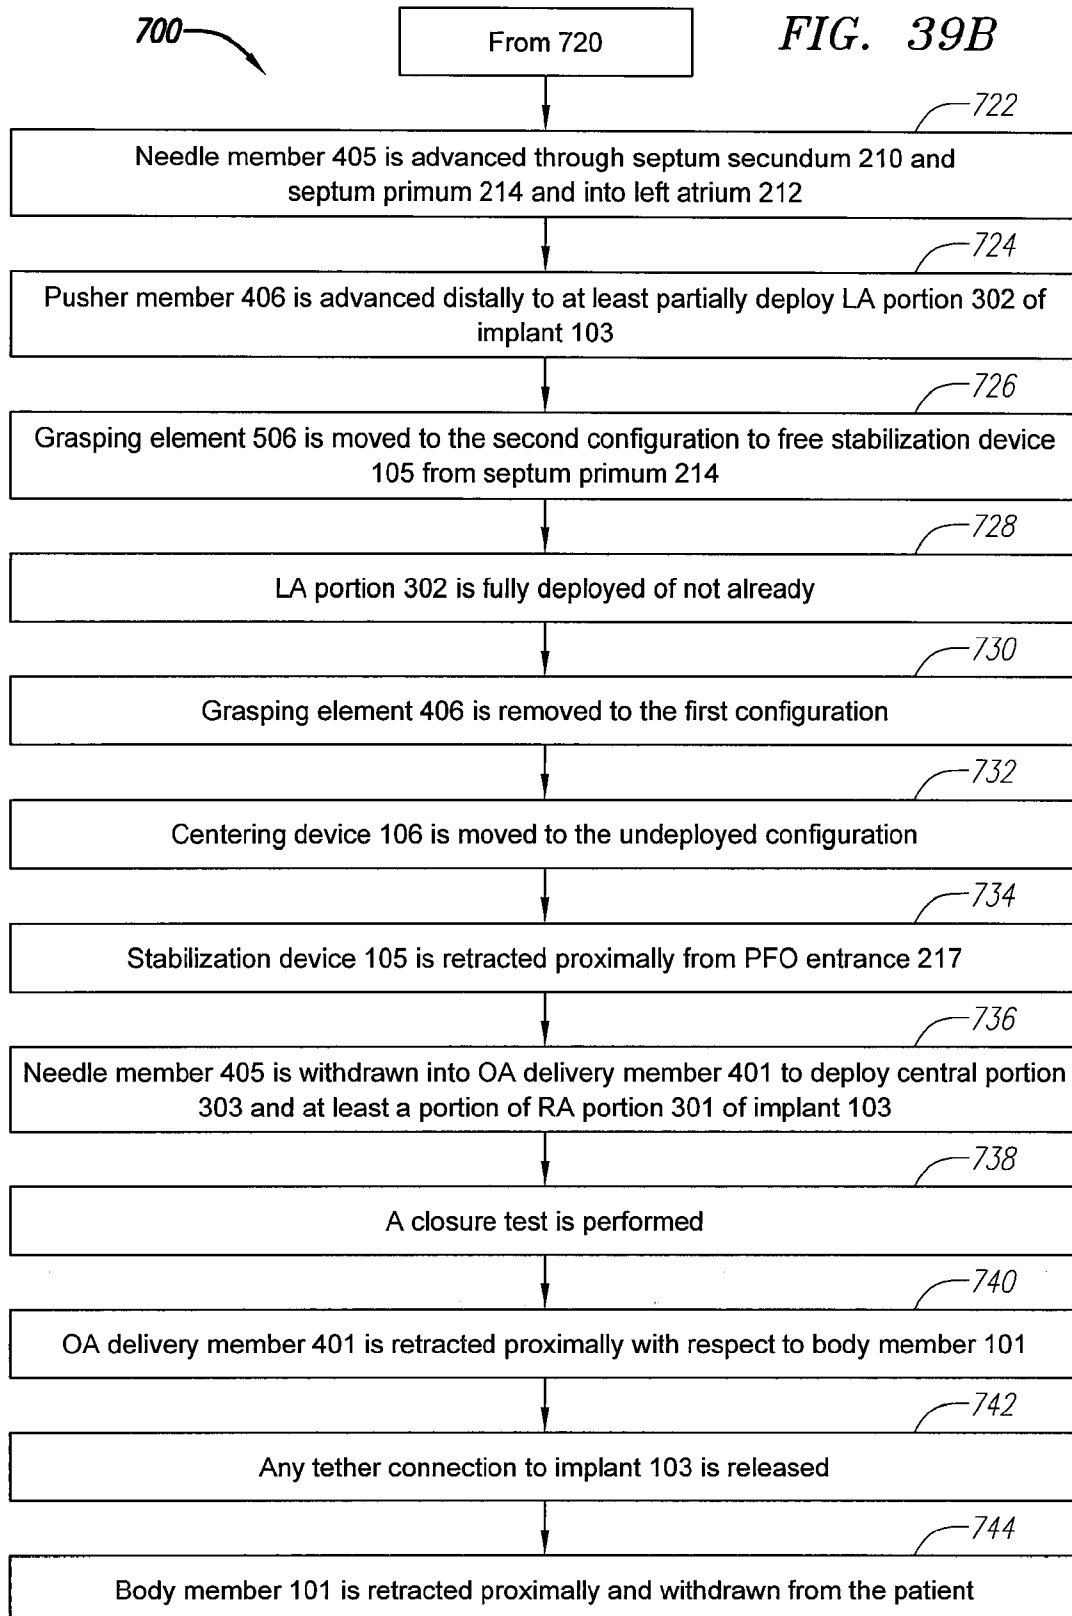 700
From 720
FIG. 39B
722
Needle member 405 is advanced through septum secundum 210 and
septum primum 214 and into left atrium 212
724
Pusher member 406 is advanced distally to at least partially deploy LA portion 302 of
implant 103
726
Grasping element 506 is moved to the second configuration to free stabilization device
105 from septum primum 214
728
LA portion 302 is fully deployed of not already
730
Grasping element 406 is removed to the first configuration
732
Centering device 106 is moved to the undeployed configuration
734
Stabilization device 105 is retracted proximally from PFO entrance 217
736
Needle member 405 is withdrawn into OA delivery member 401 to deploy central portion
303 and at least a portion of RA portion 301 of implant 103
738
A closure test is performed
740
OA delivery member 401 is retracted proximally with respect to body member 101
742
Any tether connection to implant 103 is released
744
Body member 101 is retracted proximally and withdrawn from the patient